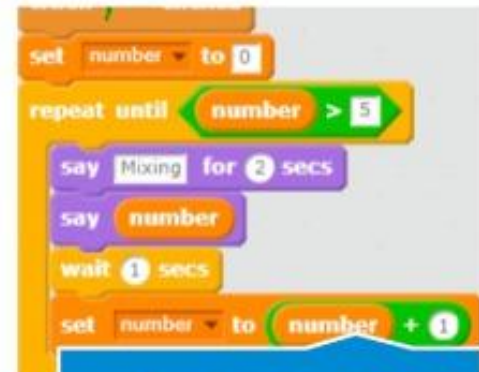 set number to 0
repeat until number > 5
say Mixing for 2 secs
say number
wait 1 secs
set number to number + 1